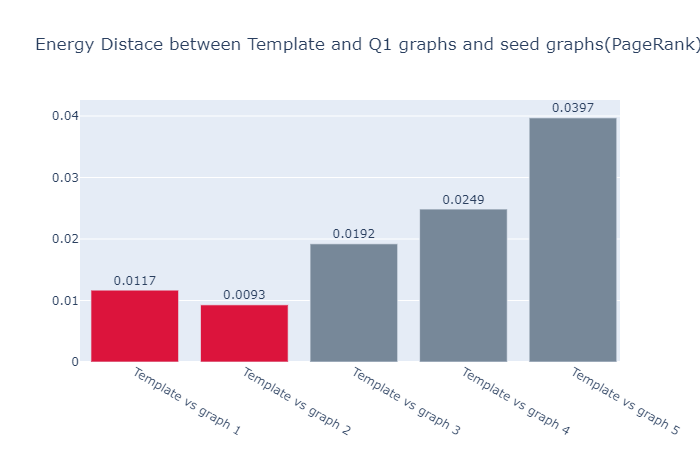 Energy Distace between Template and Q1 graphs and seed graphs(PageRank)
0.04
0.03
0.02
0.01
0
0.0117
0.0093
0.0192
0.0249
0.0397
Template vs graph 1
Template vs graph 2
Template vs graph 3
Template vs graph 4
Template vs graph 5